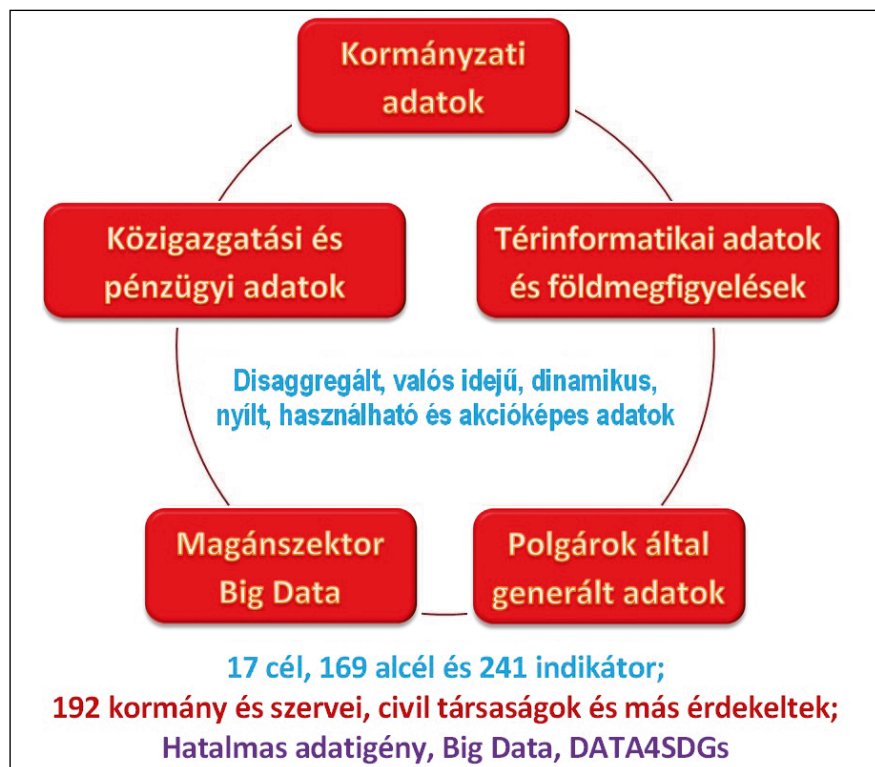 Kormányzati
adatok
Közigazgatási és
pénzügyi adatok
Térinformatikai adatok
és földmegfigyelések
Disaggregált, valós idejű, dinamikus,
nyílt, használható és akcióképes adatok
Magánszektor
Big Data
Polgárok által
generált adatok
17 cél, 169 alcél és 241 indikátor;
192 kormány és szervei, civil társaságok és más érdekeltek;
Hatalmas adatigény, Big Data, DATA4SDGs